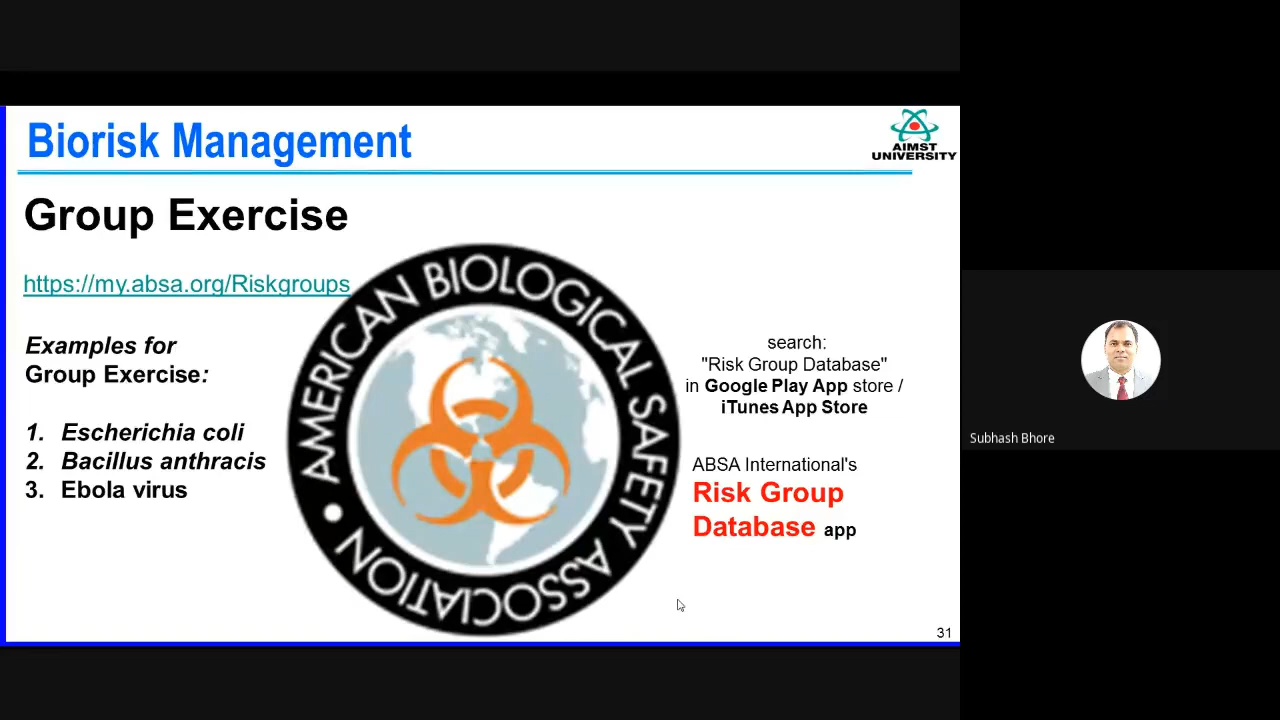 Biorisk Management
AIMST
UNIVERSITY
Group Exercise
https://my.absa.org/Riskgroups
Examples for
Group Exercise:
1. Escherichia coli
2. Bacillus anthracis
3. Ebola virus
AMERICAN BIOLOGICAL SAFETY ASSOCIATION •
search:
"Risk Group Database"
in Google Play App store /
iTunes App Store
ABSA International's
Risk Group
Database app
31
Subhash Bhore